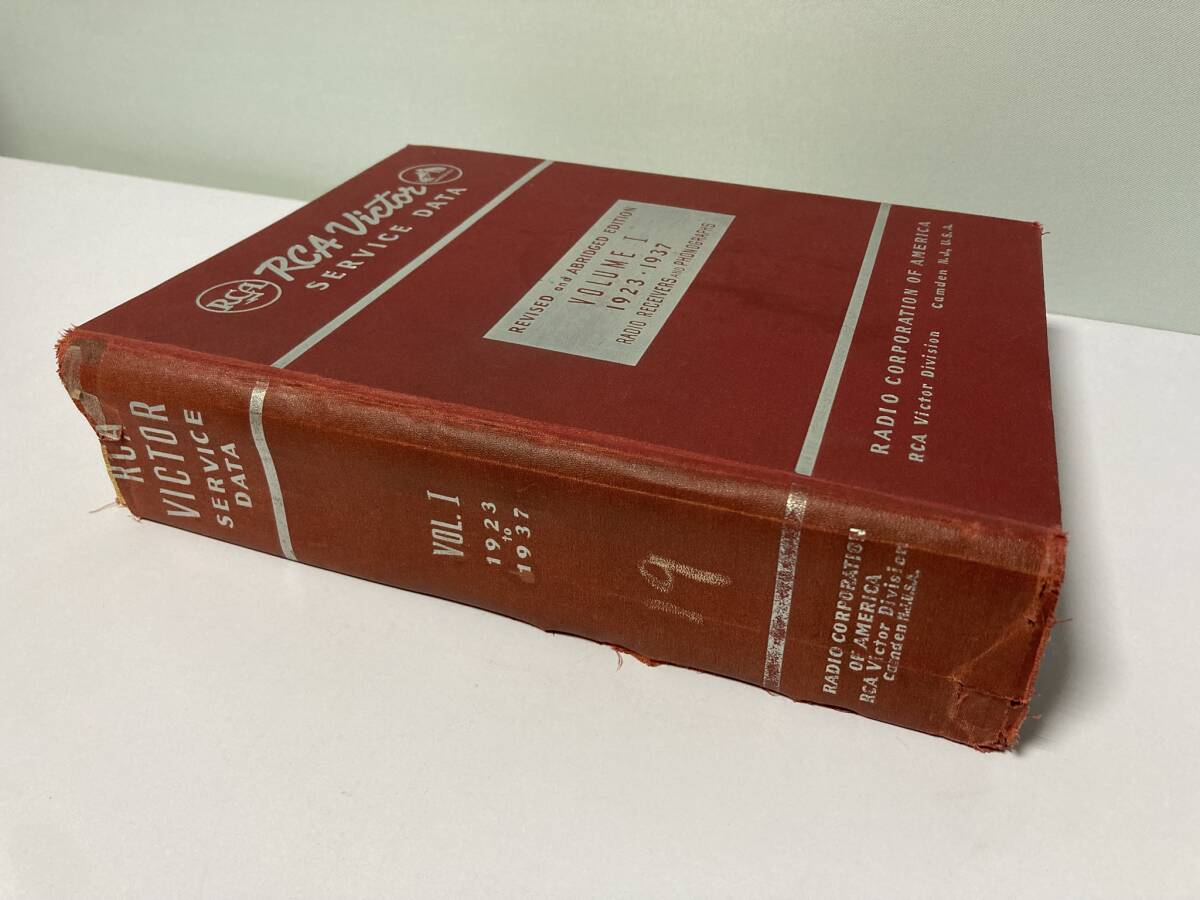 RCA RCA Victor
SERVICE DATA
REVISED and ABRIDGED EDITION
VOLUME I
1923-1937
RADIO RECEIVERS AND PHONOGRAPHS
RADIO CORPORATION OF AMERICA
RCA Victor Division Camden N.J., U.S.A.
RCA
VICTOR
SERVICE
DATA
VOL. I
1923
to
1937
19
RADIO CORPORATION
OF AMERICA
RCA Victor Division
Camden N.J.U.S.A.